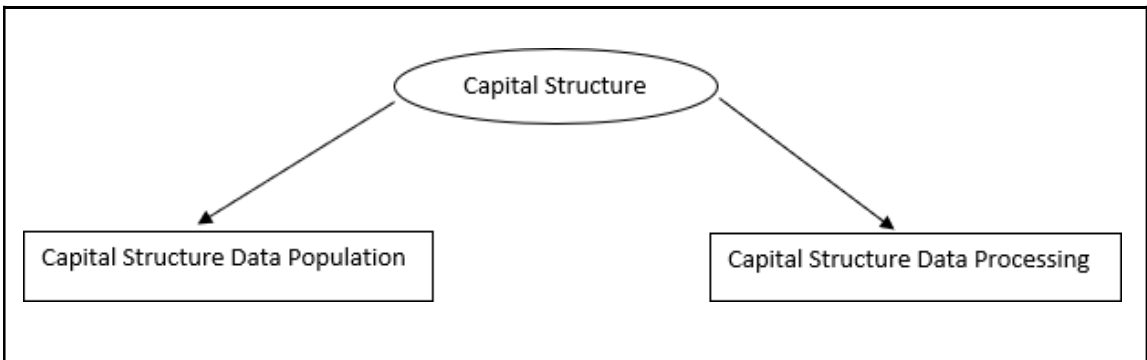 Capital Structure
Capital Structure Data Population
Capital Structure Data Processing